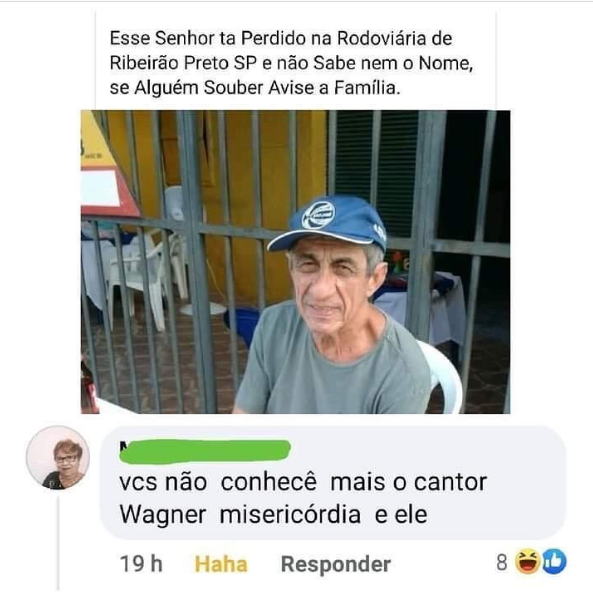 Esse Senhor ta Perdido na Rodoviária de
Ribeirão Preto SP e não Sabe nem o Nome,
se Alguém Souber Avise a Família.
vcs não conhecê mais o cantor
Wagner misericórdia e ele
19 h Haha Responder 8